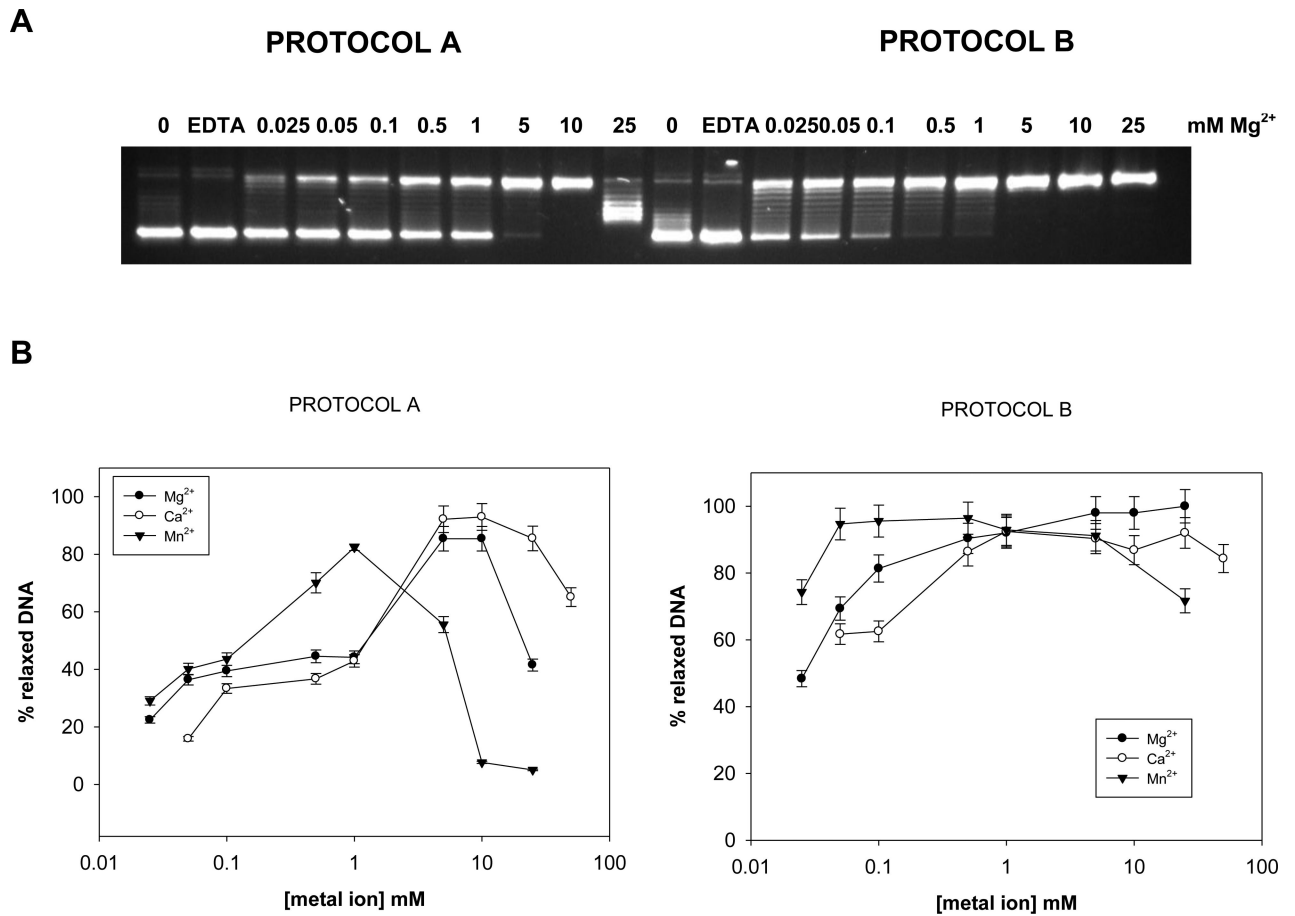 A
PROTOCOL A
PROTOCOL B
0 EDTA 0.025 0.05 0.1 0.5 1 5 10 25 0 EDTA 0.025 0.05 0.1 0.5 1 5 10 25 mM Mg²⁺
B
PROTOCOL A
Mg²⁺
Ca²⁺
Mn²⁺
% relaxed DNA
100
80
60
40
20
0
0.01 0.1 1 10 100
[metal ion] mM
PROTOCOL B
% relaxed DNA
100
80
60
40
20
0
Mg²⁺
Ca²⁺
Mn²⁺
0.01 0.1 1 10 100
[metal ion] mM